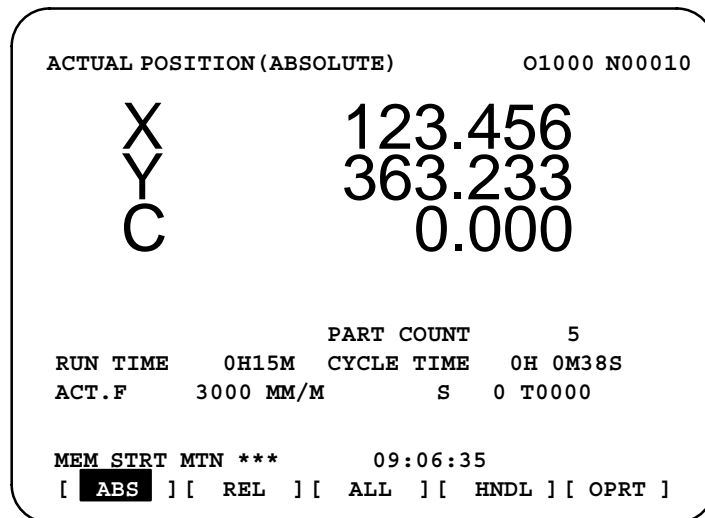 ACTUAL POSITION(ABSOLUTE) O1000 N00010
X 123.456
Y 363.233
C 0.000
PART COUNT 5
RUN TIME 0H15M CYCLE TIME 0H 0M38S
ACT.F 3000 MM/M S 0 T0000
MEM STRT MTN *** 09:06:35
[ ABS ] [ REL ] [ ALL ] [ HNDL ] [ OPRT ]